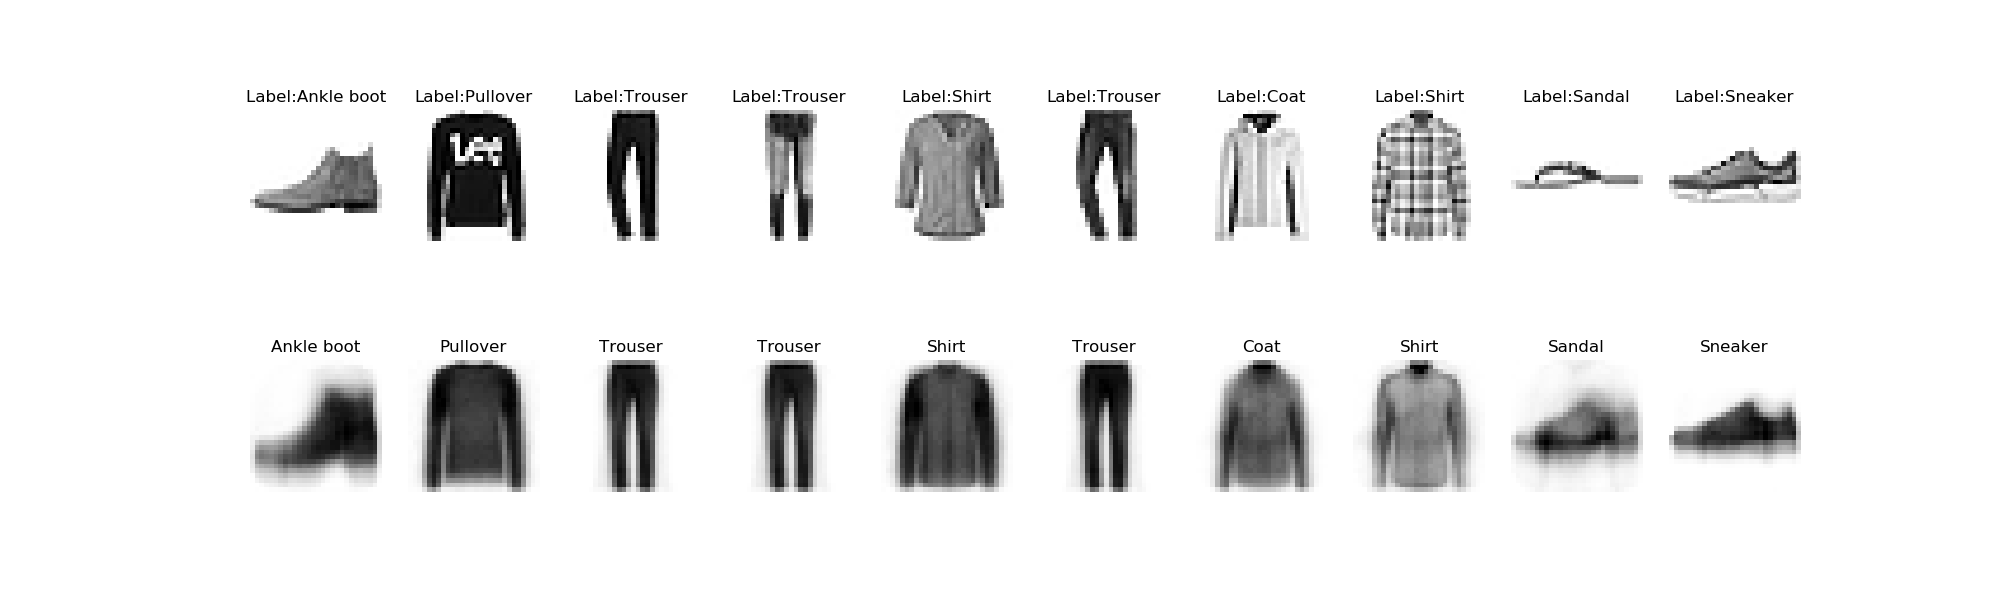 Label:Ankle boot Label:Pullover Label:Trouser Label:Trouser Label:Shirt Label:Trouser Label:Coat Label:Shirt Label:Sandal Label:Sneaker
Lee
Ankle boot Pullover Trouser Trouser Shirt Trouser Coat Shirt Sandal Sneaker